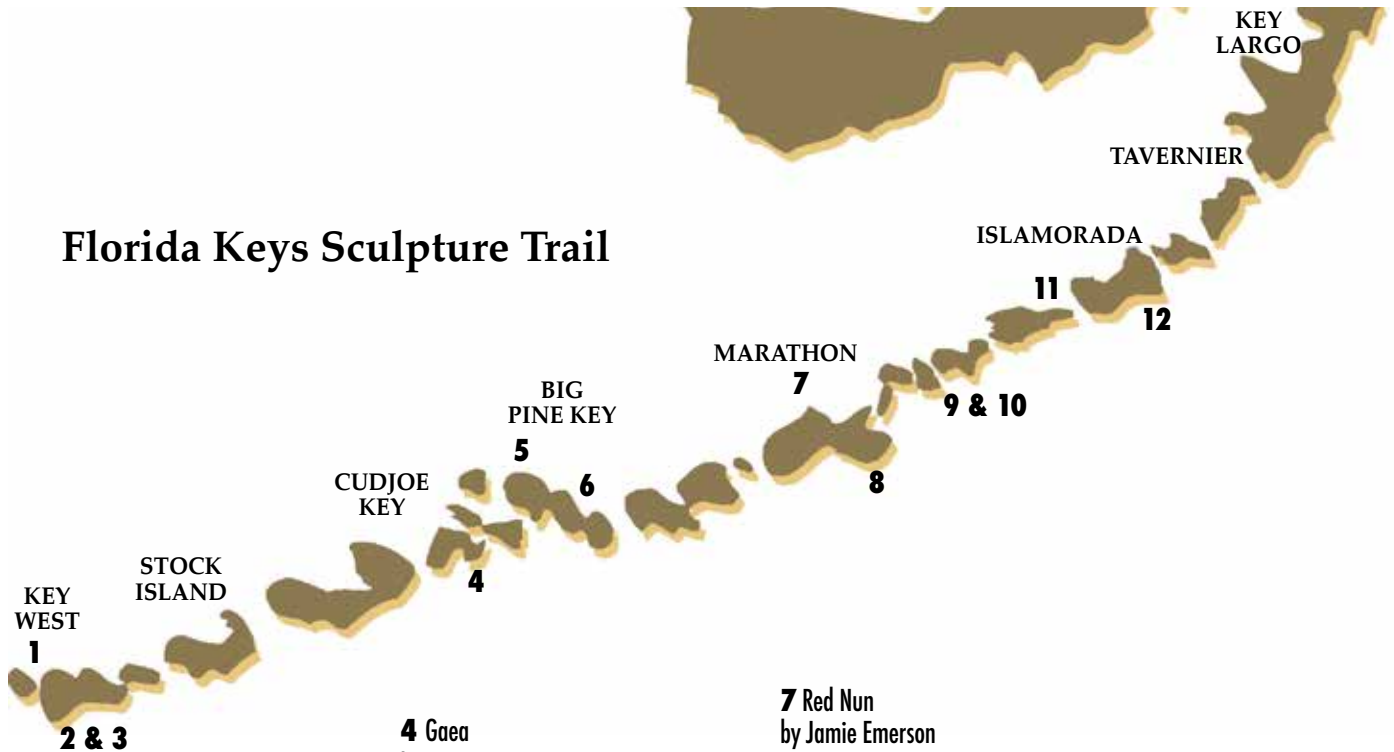 KEY
LARGO
TAVERNIER
Florida Keys Sculpture Trail
ISLAMORADA
11
12
MARATHON
7
BIG
PINE KEY
9 & 10
5
6
8
CUDJOE
KEY
4
STOCK
ISLAND
KEY
WEST
1
2 & 3
4 Gaea
7 Red Nun
by Jamie Emerson